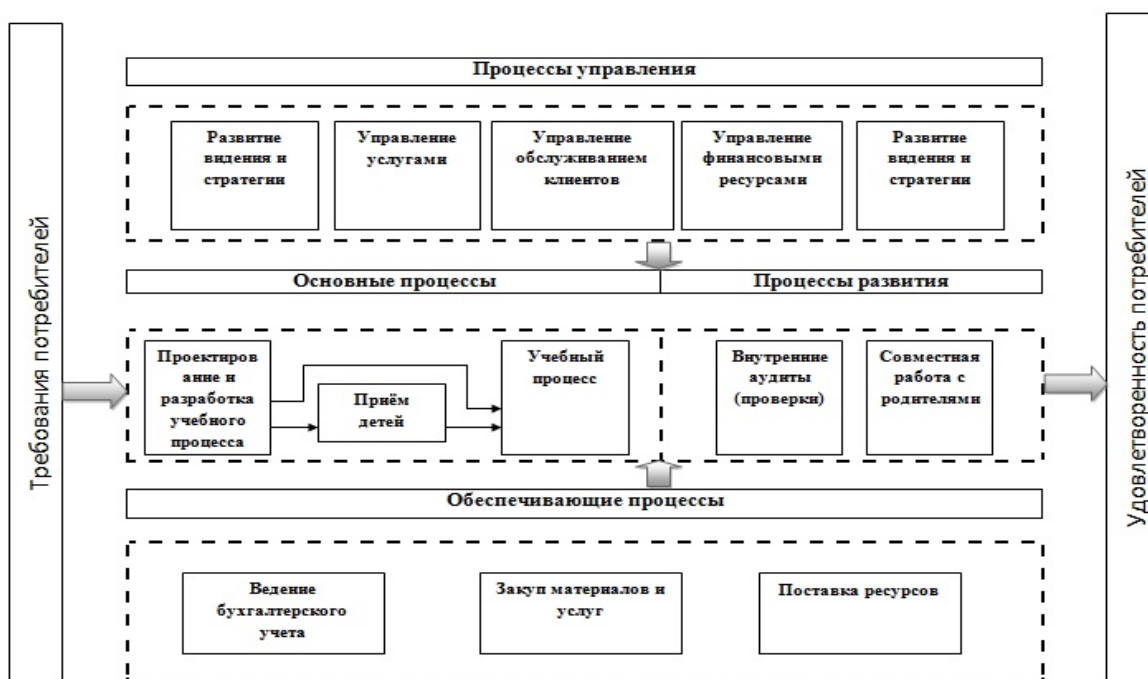 Требования потребителей
Процессы управления
Развитие
видения и
стратегии
Управление
услугами
Управление
обслуживанием
клиентов
Управление
финансовыми
ресурсами
Развитие
видения и
стратегии
Основные процессы
Процессы развития
Проектиров
ание и
разработка
учебного
процесса
Приём
детей
Учебный
процесс
Внутренние
аудиты
(проверки)
Совместная
работа с
родителями
Обеспечивающие процессы
Ведение
бухгалтерского
учета
Закуп материалов и
услуг
Поставка ресурсов
Удовлетворенность потребителей